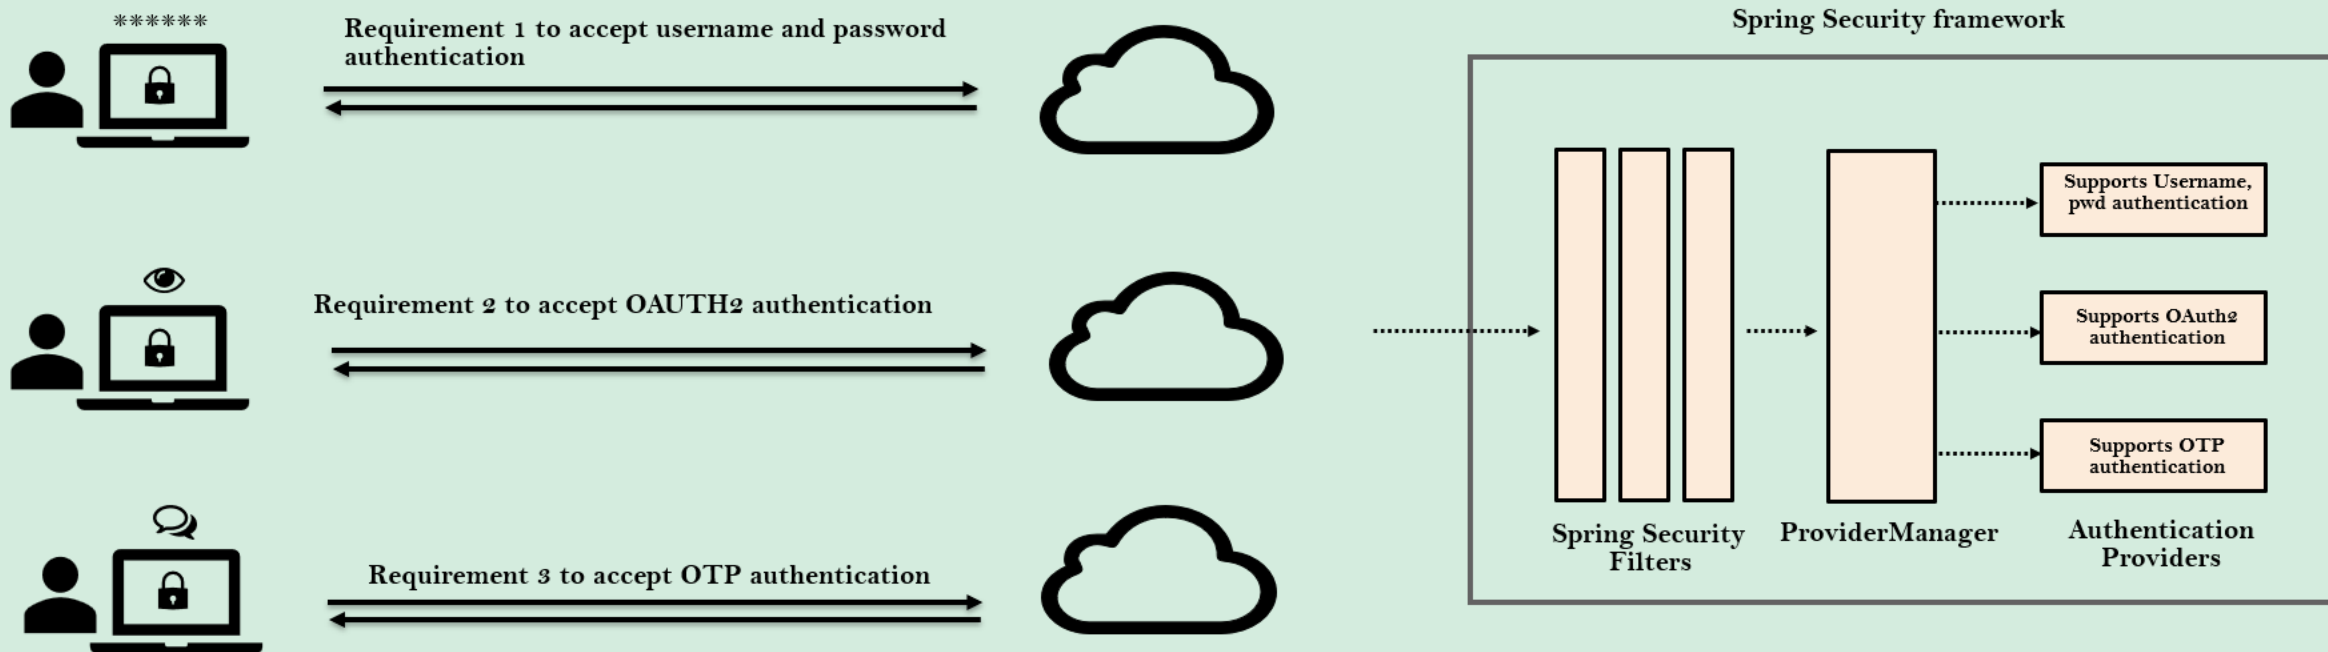 ******
Requirement 1 to accept username and password
authentication
Requirement 2 to accept OAUTH2 authentication
Requirement 3 to accept OTP authentication
Spring Security framework
Supports Username,
pwd authentication
Supports OAuth2
authentication
Supports OTP
authentication
Spring Security
Filters
ProviderManager
Authentication
Providers